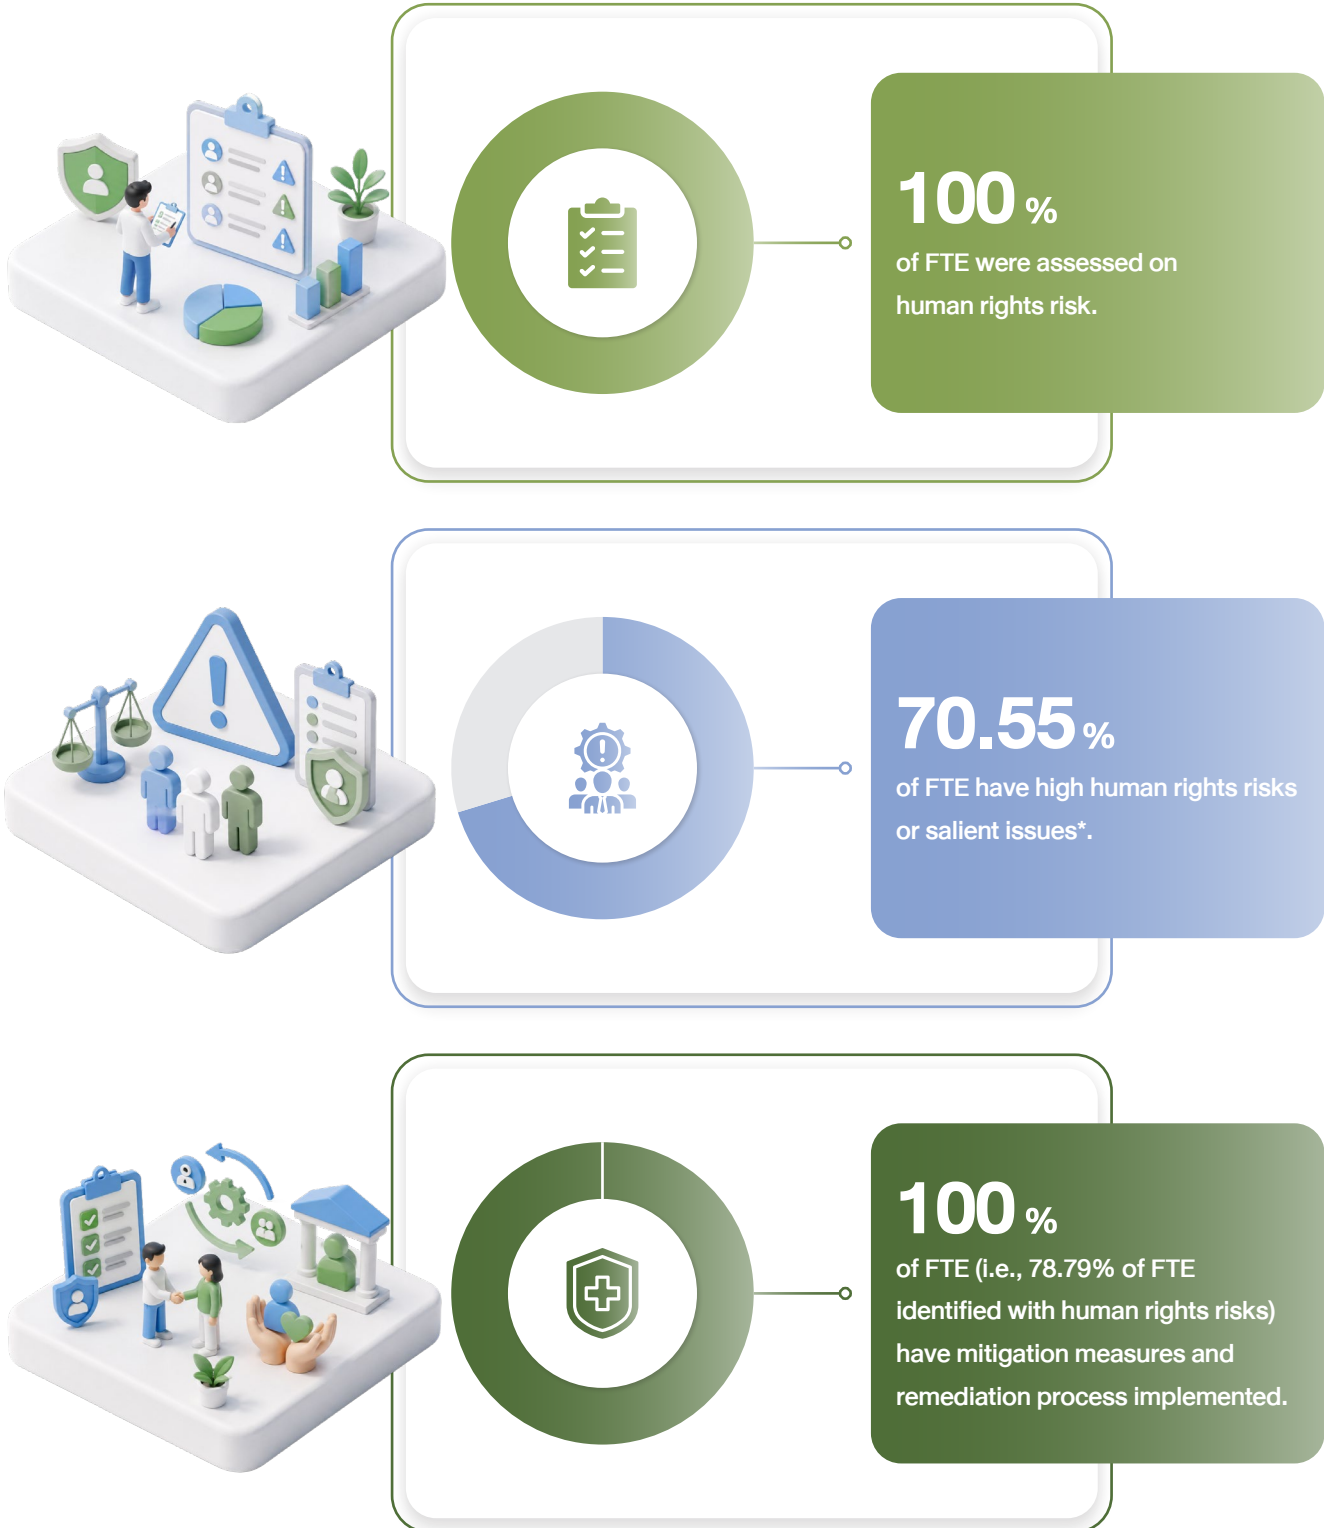 100 %
of FTE were assessed on
human rights risk.
70.55 %
of FTE have high human rights risks
or salient issues*.
100 %
of FTE (i.e., 78.79% of FTE
identified with human rights risks)
have mitigation measures and
remediation process implemented.